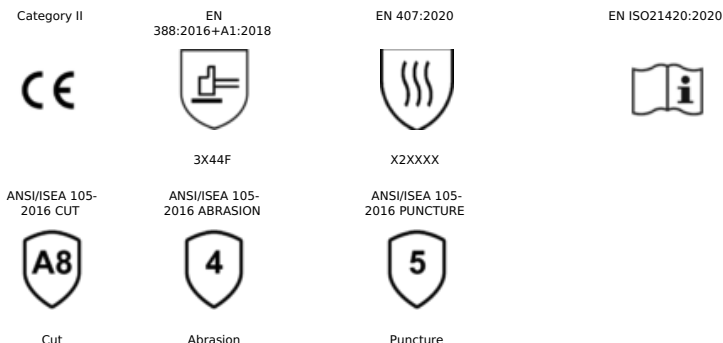 Category II
EN
388:2016+A1:2018
EN 407:2020
EN ISO21420:2020
CE
i
3X44F
X2XXXX
ANSI/ISEA 105-
2016 CUT
ANSI/ISEA 105-
2016 ABRASION
ANSI/ISEA 105-
2016 PUNCTURE
A8
4
5
Cut
Abrasion
Puncture